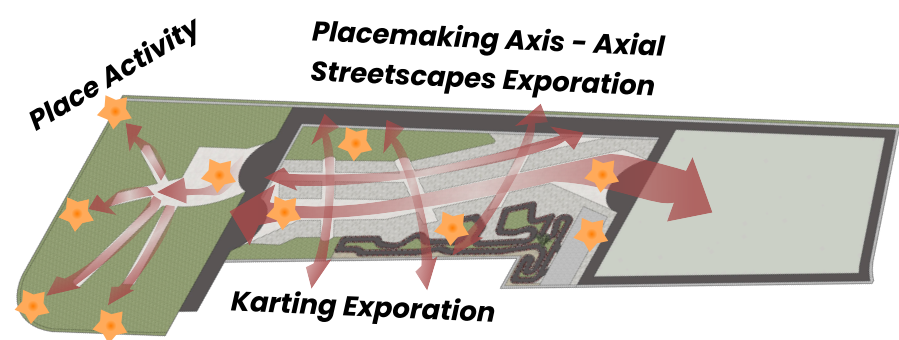 Place Activity
Placemaking Axis - Axial
Streetscapes Exporation
Karting Exporation